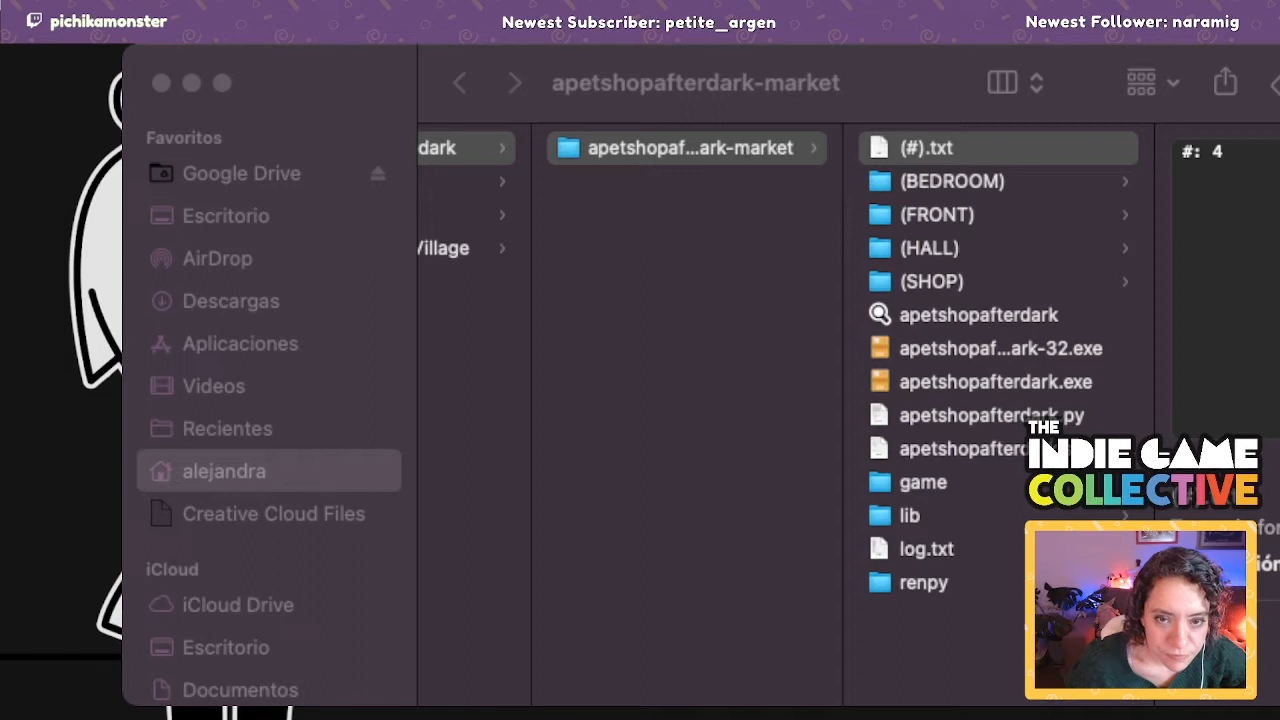 pichikamonster
Newest Subscriber: petite_argen
Newest Follower: naramig
apetshopafterdark-market
Favoritos
Google Drive
Escritorio
AirDrop
Descargas
Aplicaciones
Videos
Recientes
alejandra
Creative Cloud Files
iCloud
iCloud Drive
Escritorio
Documentos
dark
Village
apetshopaf...ark-market
(#).txt
(BEDROOM)
(FRONT)
(HALL)
(SHOP)
apetshopafterdark
apetshopaf...ark-32.exe
apetshopafterdark.exe
apetshopafterdark.py
apetshopafterd
game
lib
log.txt
renpy
#: 4
THE
INDIE GAME
COLLECTIVE